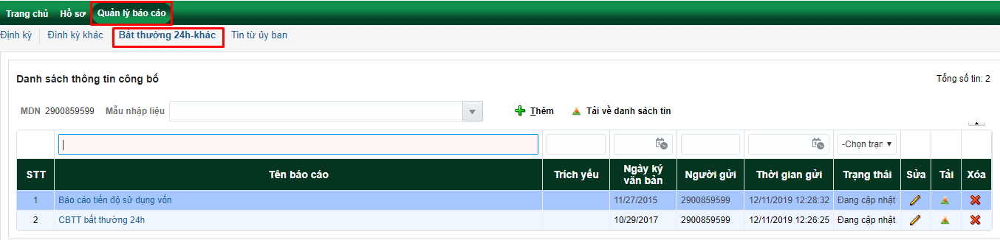 Trang chủ Hồ sơ Quản lý báo cáo
Định kỳ Đình kỳ khác Bất thường 24h-khác Tin từ ủy ban
Danh sách thông tin công bố Tổng số tin: 2
MDN 2900859599 Mẫu nhập liệu Thêm Tải về danh sách tin
-Chọn trạn
STT Tên báo cáo Trích yếu Ngày ký văn bản Người gửi Thời gian gửi Trạng thái Sửa Tải Xóa
1 Báo cáo tiến độ sử dụng vốn 11/27/2015 2900859599 12/11/2019 12:28:32 Đang cập nhật
2 CBTT bất thường 24h 10/29/2017 2900859599 12/11/2019 12:26:25 Đang cập nhật